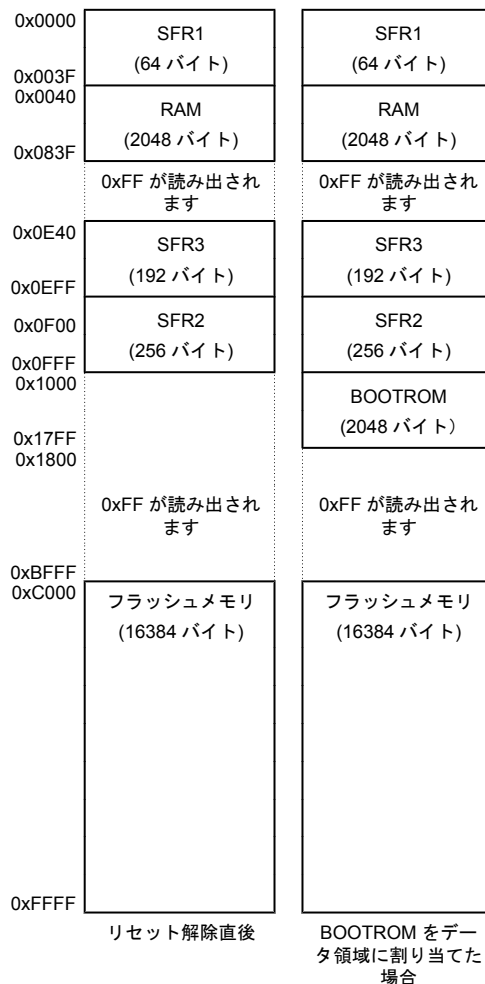 0x0000
SFR1
(64 バイト)
SFR1
(64 バイト)
0x003F
0x0040
RAM
(2048 バイト)
RAM
(2048 バイト)
0x083F
0xFF が読み出され
ます
0xFF が読み出され
ます
0x0E40
SFR3
(192 バイト)
SFR3
(192 バイト)
0x0EFF
0x0F00
SFR2
(256 バイト)
SFR2
(256 バイト)
0x0FFF
0x1000
BOOTROM
(2048 バイト）
0x17FF
0x1800
0xFF が読み出され
ます
0xFF が読み出され
ます
0xBFFF
0xC000
フラッシュメモリ
(16384 バイト)
フラッシュメモリ
(16384 バイト)
0xFFFF
リセット解除直後
BOOTROM をデー
タ領域に割り当てた
場合